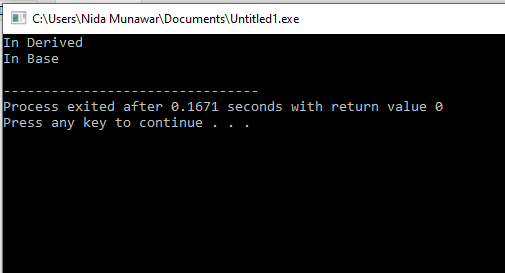 C:\Users\Nida Munawar\Documents\Untitled1.exe
In Derived
In Base
--------------------------------
Process exited after 0.1671 seconds with return value 0
Press any key to continue . . .